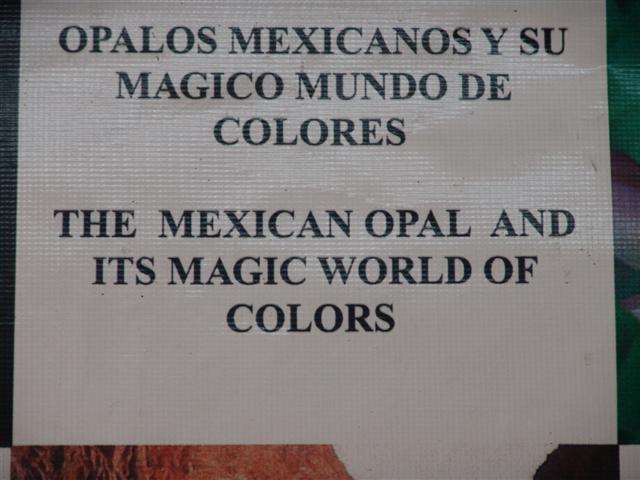 OPALOS MEXICANOS Y SU
MAGICO MUNDO DE
COLORES
THE MEXICAN OPAL AND
ITS MAGIC WORLD OF
COLORS